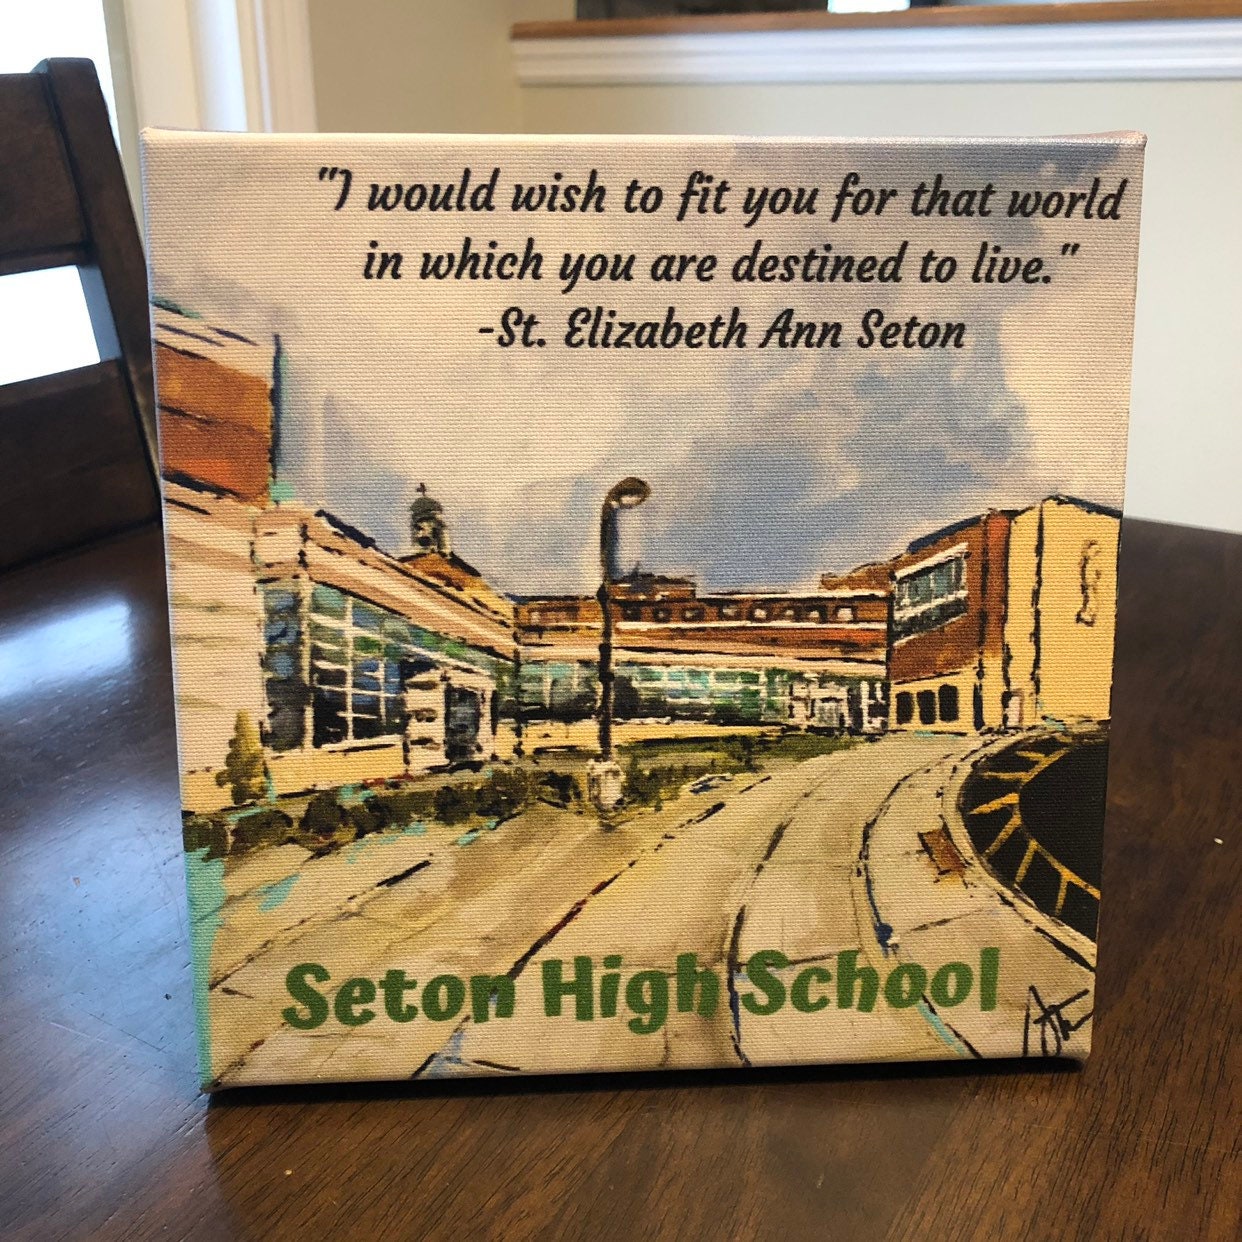 "I would wish to fit you for that world
in which you are destined to live."
-St. Elizabeth Ann Seton
Seton High School